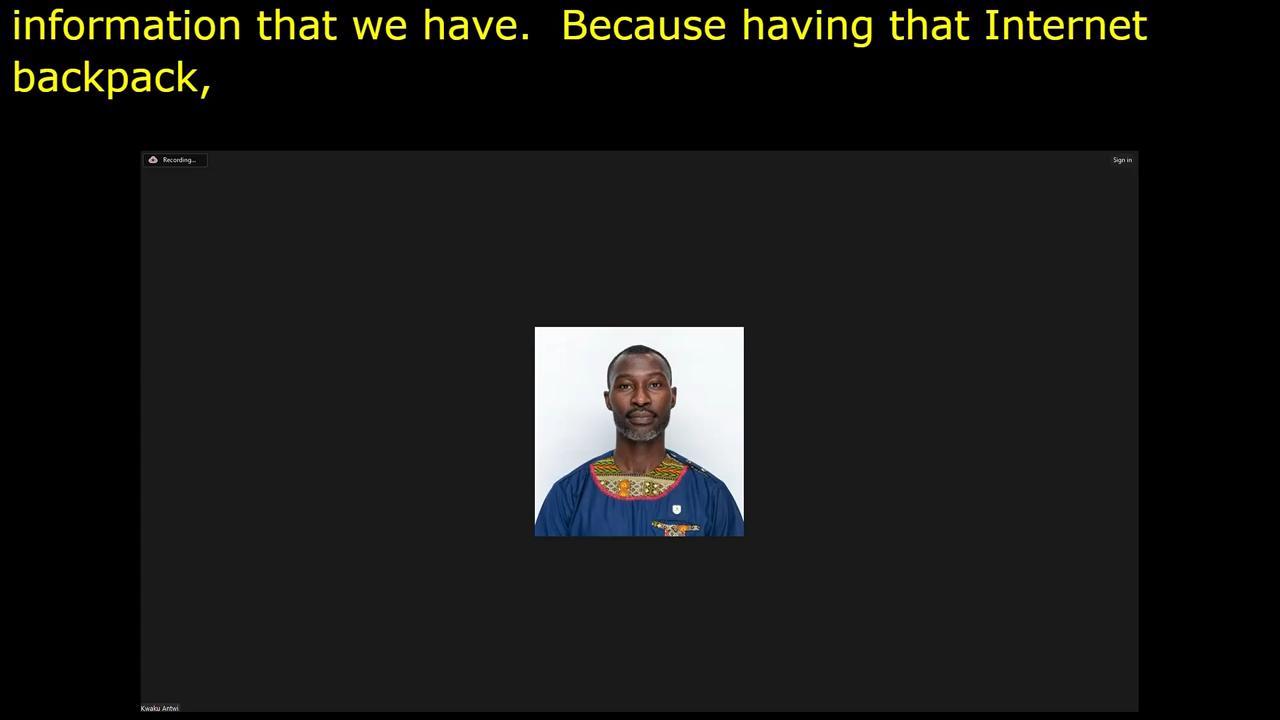 information that we have.  Because having that Internet
backpack,
Recording...
Sign in
Kwaku Antwi